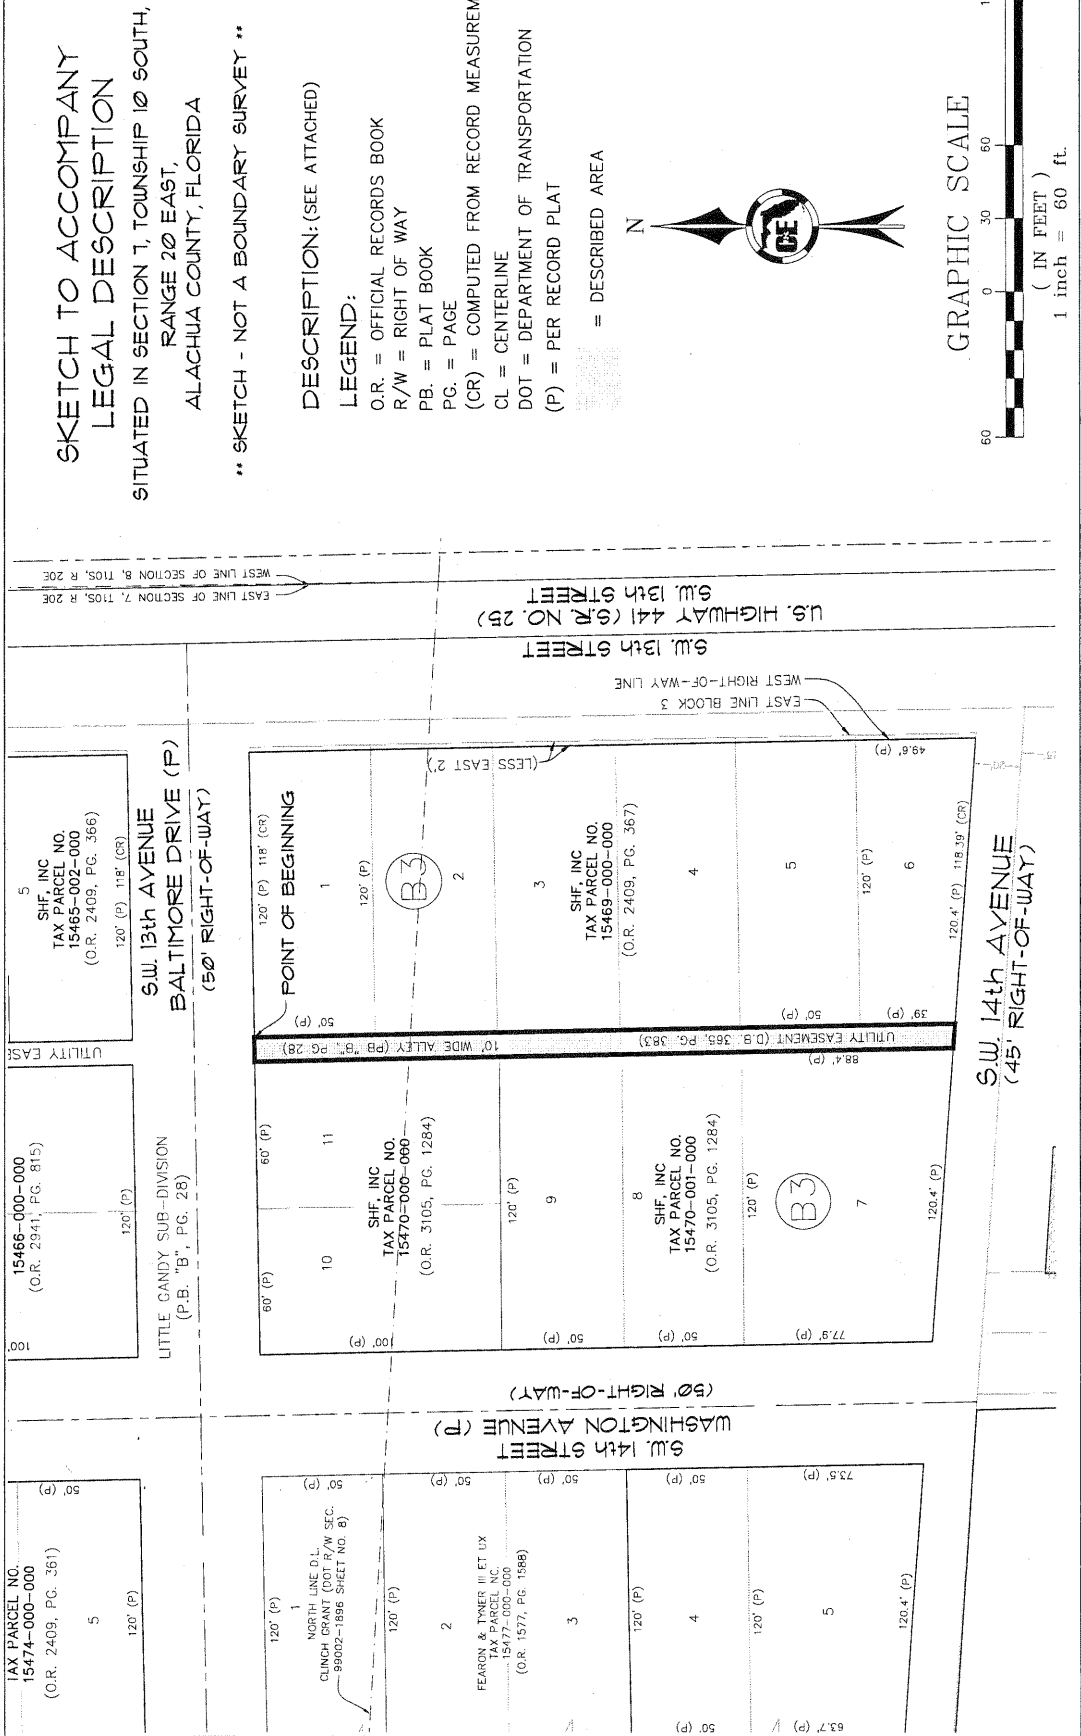 SKETCH TO ACCOMPANY
LEGAL DESCRIPTION
SITUATED IN SECTION 7, TOWNSHIP 10 SOUTH,
RANGE 20 EAST,
ALACHUA COUNTY, FLORIDA
** SKETCH - NOT A BOUNDARY SURVEY **
DESCRIPTION: (SEE ATTACHED)
LEGEND:
O.R. = OFFICIAL RECORDS BOOK
R/W = RIGHT OF WAY
PB. = PLAT BOOK
PG. = PAGE
(CR) = COMPUTED FROM RECORD MEASUREM
CL = CENTERLINE
DOT = DEPARTMENT OF TRANSPORTATION
(P) = PER RECORD PLAT
= DESCRIBED AREA
N
CE
GRAPHIC SCALE
60 0 30 60 1
( IN FEET )
1 inch = 60 ft.
WEST LINE OF SECTION 8, T10S, R 20E
EAST LINE OF SECTION 7, T10S, R 20E
S.W. 13th STREET
U.S. HIGHWAY 441 (S.R. NO. 25)
S.W. 13th STREET
WEST RIGHT-OF-WAY LINE
EAST LINE BLOCK 3
5
SHF, INC
TAX PARCEL NO.
15465-002-000
(O.R. 2409, PG. 366)
120' (P) 118' (CR)
S.W. 13th AVENUE
BALTIMORE DRIVE (P)
(50' RIGHT-OF-WAY)
UTILITY EASE
15466-000-000
(O.R. 2941, PG. 815)
100'
120' (P)
LITTLE GANDY SUB-DIVISION
(P.B. "B", PG. 28)
POINT OF BEGINNING
120' (P) 118' (CR)
1
50' (P)
120' (P)
B3
2
(LESS EAST 2')
3
SHF, INC
TAX PARCEL NO.
15469-000-000
(O.R. 2409, PG. 367)
4
5
50' (P)
120' (P)
6
49.6' (P)
39' (P)
120.4' (P) 118.39' (CR)
10' WIDE ALLEY (PB "B", PG 28)
UTILITY EASEMENT (D.B. 365, PG. 383)
88.4' (P)
60' (P)
11
60' (P)
10
SHF, INC
TAX PARCEL NO.
15470-000-000
(O.R. 3105, PG. 1284)
100' (P)
120' (P)
9
50' (P)
8
SHF, INC
TAX PARCEL NO.
15470-001-000
(O.R. 3105, PG. 1284)
50' (P)
120' (P)
B3
7
77.9' (P)
120.4' (P)
S.W. 14th AVENUE
(45' RIGHT-OF-WAY)
(50' RIGHT-OF-WAY)
WASHINGTON AVENUE (P)
S.W. 14th STREET
TAX PARCEL NO.
15474-000-000
(O.R. 2409, PG. 361)
50' (P)
5
120' (P)
120' (P)
1
50' (P)
NORTH LINE D.L.
CLINCH GRANT (DOT R/W SEC.
99002-1896 SHEET NO. 8)
120' (P)
2
50' (P)
FEARON & TYNER III ET UX
TAX PARCEL NO.
15477-000-000
(O.R. 1577, PG. 1588)
3
50' (P)
120' (P)
4
50' (P)
50' (P)
120' (P)
5
73.5' (P)
63.7' (P)
120.4' (P)